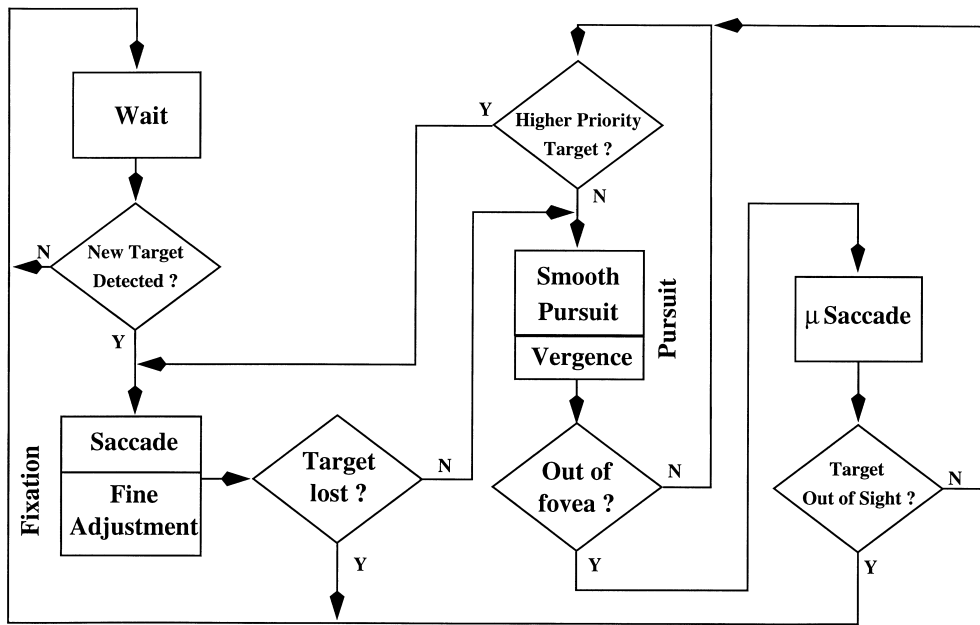 Wait
New Target
Detected ?
N
Y
Saccade
Fine
Adjustment
Fixation
Target
lost ?
N
Y
Higher Priority
Target ?
Y
N
Smooth
Pursuit
Vergence
Pursuit
Out of
fovea ?
N
Y
μ Saccade
Target
Out of Sight ?
N
Y